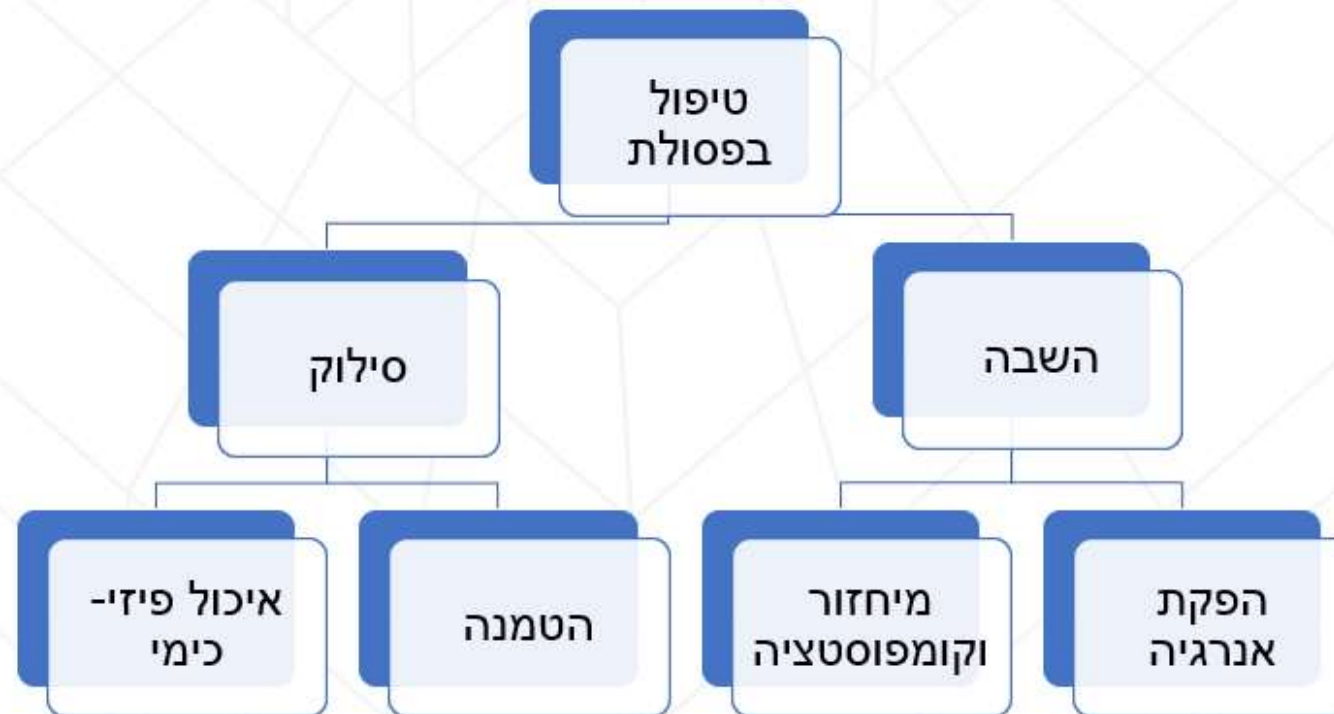 טיפול
בפסולת
השבה
סילוק
הפקת
אנרגיה
מיחזור
וקומפוסטציה
הטמנה
איכול פיזי-
כימי